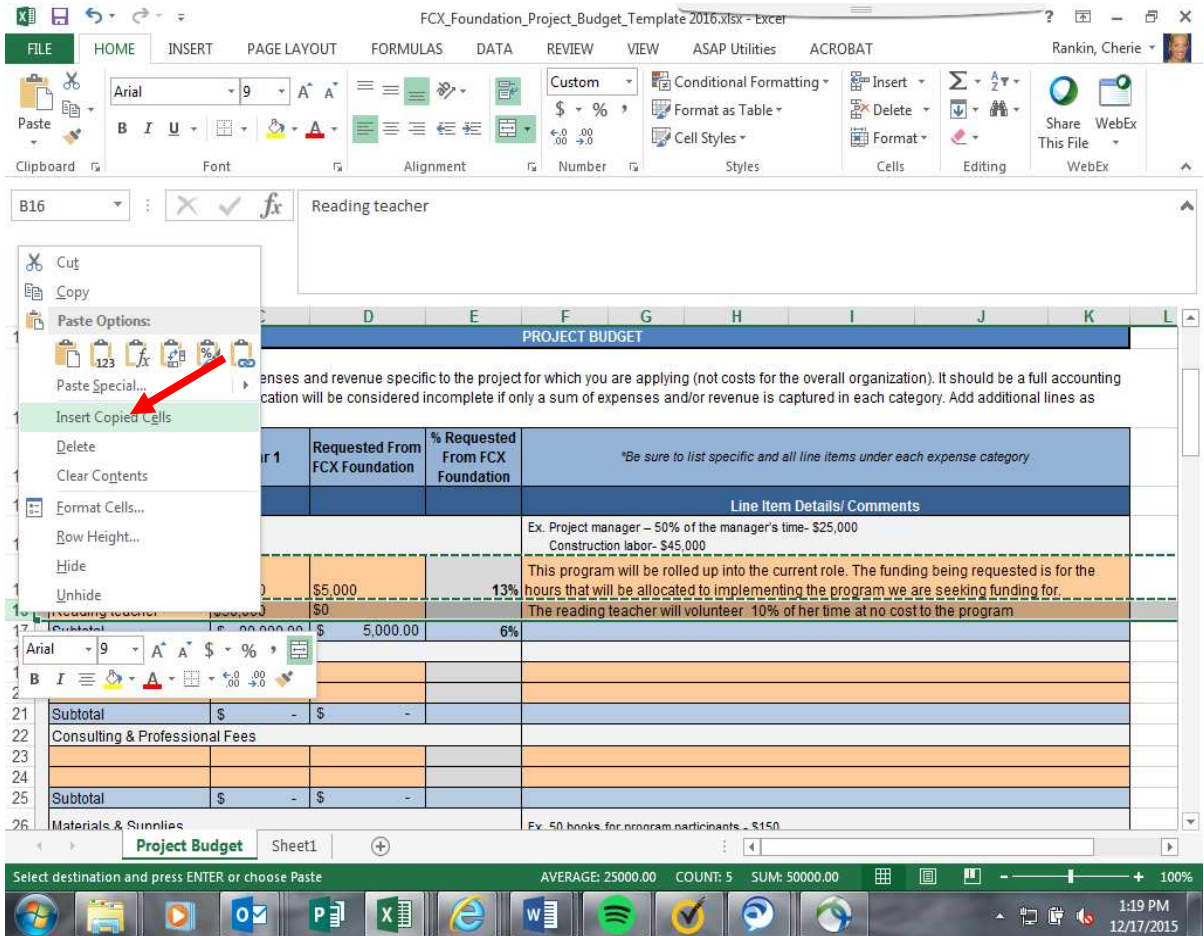 FCX_Foundation_Project_Budget_Template 2016.xlsx - Excel
FILE HOME INSERT PAGE LAYOUT FORMULAS DATA REVIEW VIEW ASAP Utilities ACROBAT Rankin, Cherie
Paste
Arial 9
B I U
Custom
$ % ,
Conditional Formatting
Format as Table
Cell Styles
Insert
Delete
Format
Share This File
WebEx
Clipboard Font Alignment Number Styles Cells Editing WebEx
B16 fx Reading teacher
Cut
Copy
Paste Options:
Paste Special...
Insert Copied Cells
Delete
Clear Contents
Format Cells...
Row Height...
Hide
Unhide
D E F G H I J K L
PROJECT BUDGET
enses and revenue specific to the project for which you are applying (not costs for the overall organization). It should be a full accounting
cation will be considered incomplete if only a sum of expenses and/or revenue is captured in each category. Add additional lines as
r 1 Requested From FCX Foundation % Requested From FCX Foundation *Be sure to list specific and all line items under each expense category
Line Item Details/ Comments
Ex. Project manager – 50% of the manager's time- $25,000
Construction labor- $45,000
This program will be rolled up into the current role. The funding being requested is for the
$5,000 13% hours that will be allocated to implementing the program we are seeking funding for.
Reading teacher $0 The reading teacher will volunteer 10% of her time at no cost to the program
17 Subtotal $ $ 5,000.00 6%
Arial 9 A A $ % ,
B I A
21 Subtotal $ - $ -
22 Consulting & Professional Fees
23
24
25 Subtotal $ - $ -
26 Materials & Supplies Ex. 50 books for program participants - $150
Project Budget Sheet1
Select destination and press ENTER or choose Paste AVERAGE: 25000.00 COUNT: 5 SUM: 50000.00 100%
1:19 PM
12/17/2015